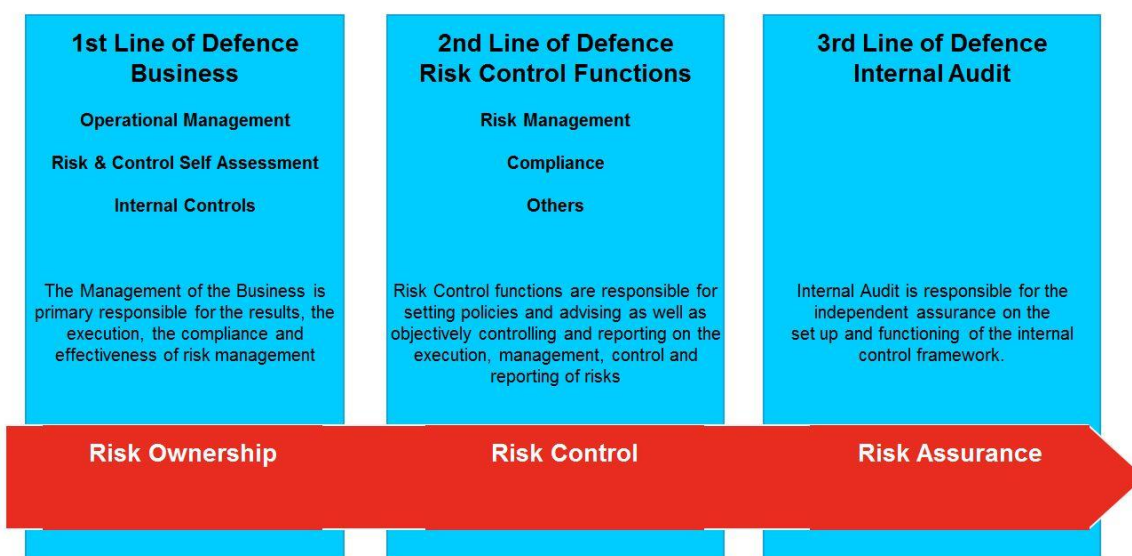 1st Line of Defence
Business
Operational Management
Risk & Control Self Assessment
Internal Controls
The Management of the Business is
primary responsible for the results, the
execution, the compliance and
effectiveness of risk management
Risk Ownership
2nd Line of Defence
Risk Control Functions
Risk Management
Compliance
Others
Risk Control functions are responsible for
setting policies and advising as well as
objectively controlling and reporting on the
execution, management, control and
reporting of risks
Risk Control
3rd Line of Defence
Internal Audit
Internal Audit is responsible for the
independent assurance on the
set up and functioning of the internal
control framework.
Risk Assurance